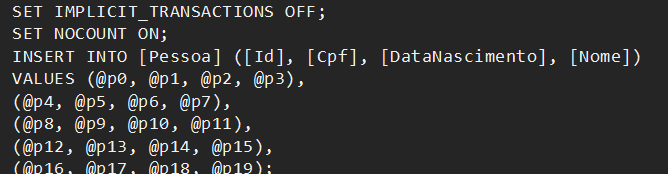 SET IMPLICIT_TRANSACTIONS OFF;
SET NOCOUNT ON;
INSERT INTO [Pessoa] ([Id], [Cpf], [DataNascimento], [Nome])
VALUES (@p0, @p1, @p2, @p3),
(@p4, @p5, @p6, @p7),
(@p8, @p9, @p10, @p11),
(@p12, @p13, @p14, @p15),
(@p16, @p17, @p18, @p19);